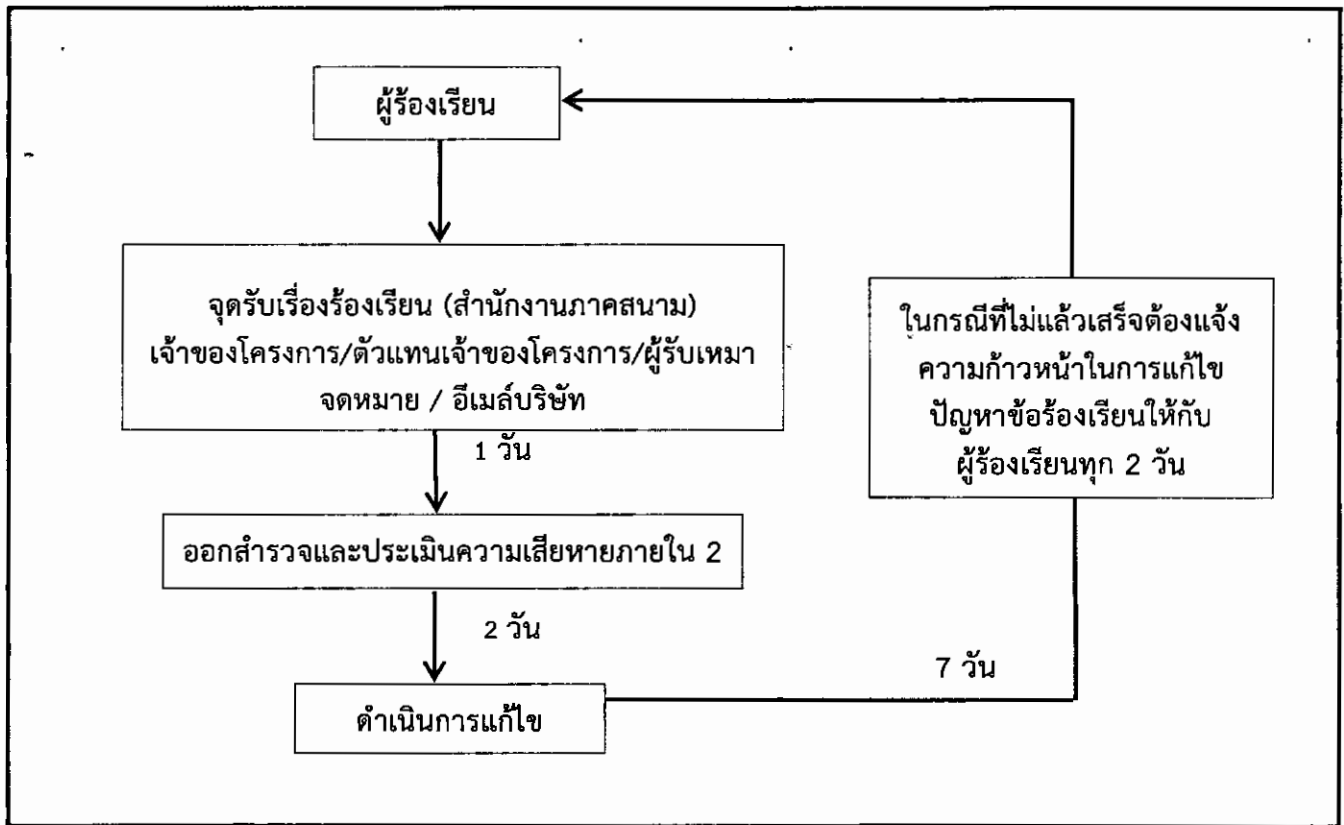 ผู้ร้องเรียน
จุดรับเรื่องร้องเรียน (สำนักงานภาคสนาม)
เจ้าของโครงการ/ตัวแทนเจ้าของโครงการ/ผู้รับเหมา
จดหมาย / อีเมล์บริษัท
1 วัน
ออกสำรวจและประเมินความเสียหายภายใน 2
2 วัน
ดำเนินการแก้ไข
7 วัน
ในกรณีที่ไม่แล้วเสร็จต้องแจ้ง
ความก้าวหน้าในการแก้ไข
ปัญหาข้อร้องเรียนให้กับ
ผู้ร้องเรียนทุก 2 วัน